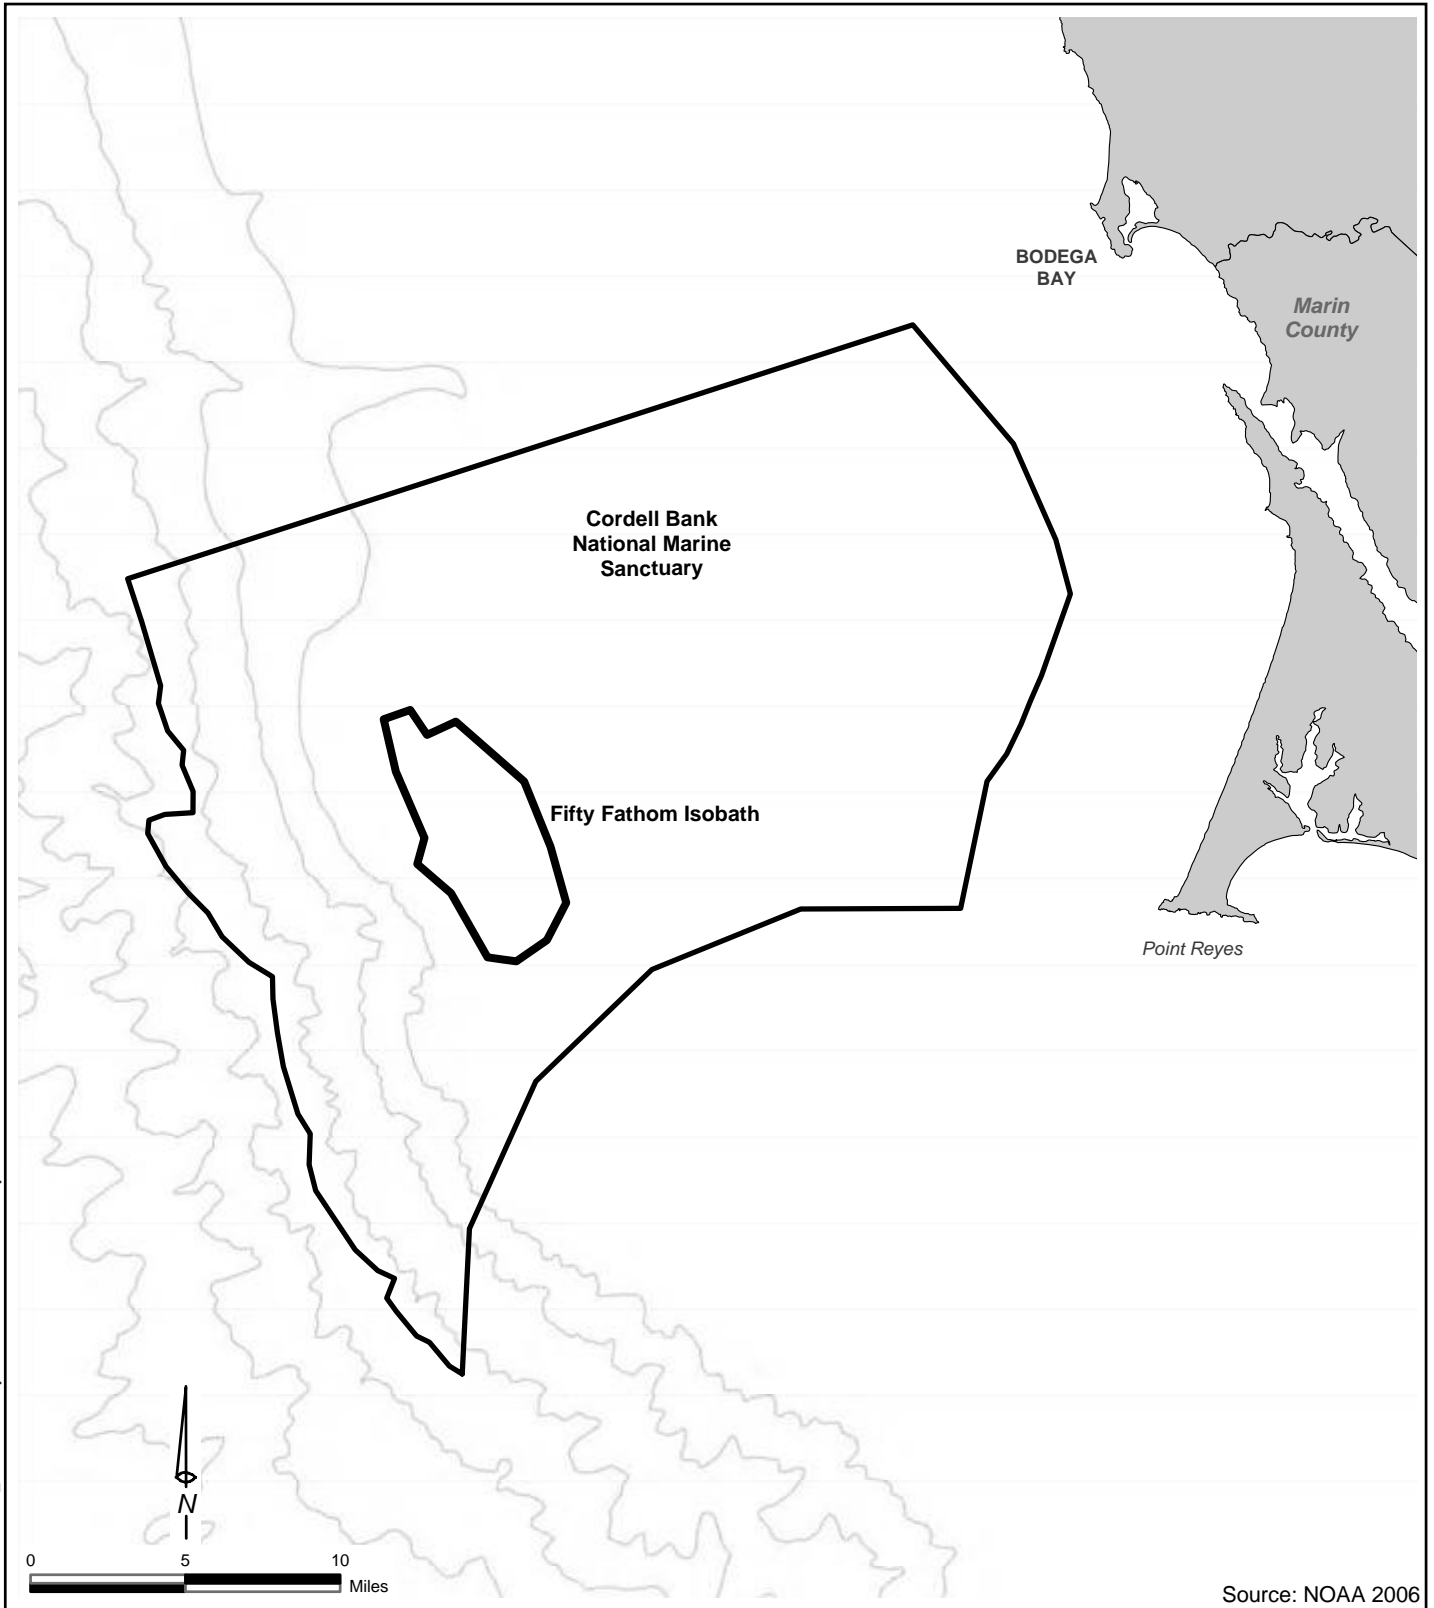 BODEGA
BAY
Marin
County
Cordell Bank
National Marine
Sanctuary
Fifty Fathom Isobath
Point Reyes
N
0 5 10
Miles
Source: NOAA 2006